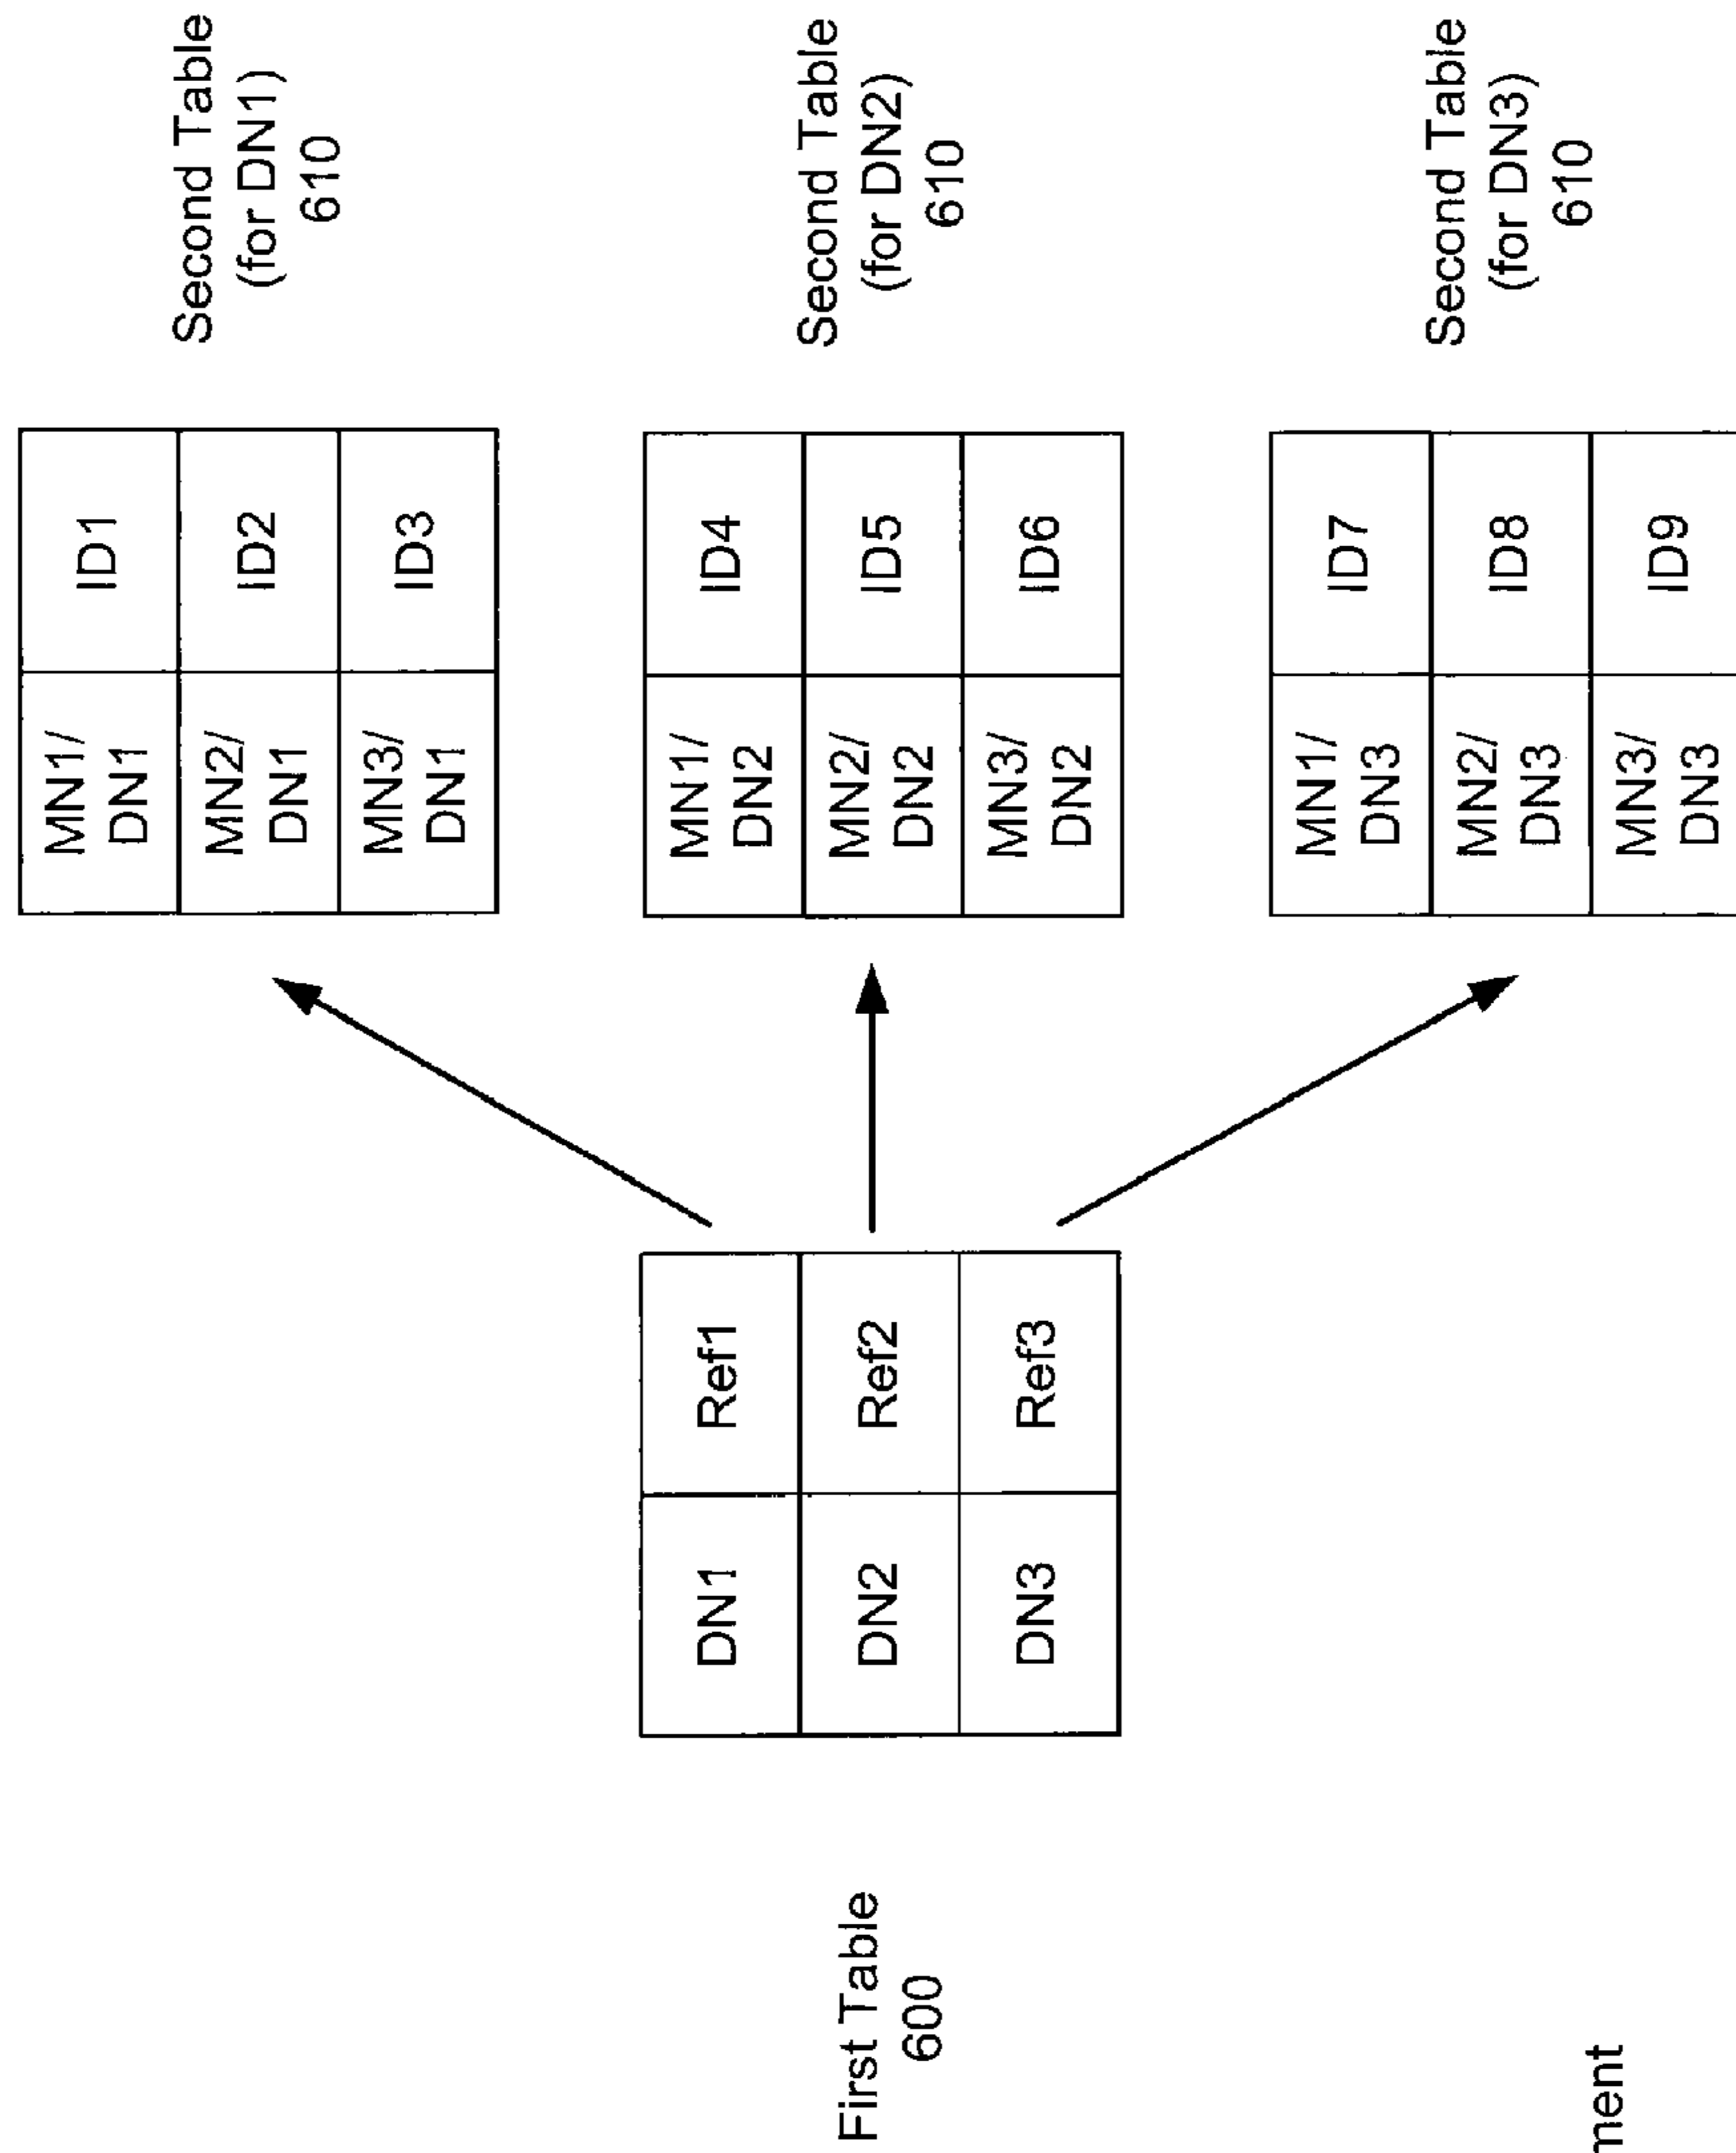 First Table
600
DN1 Ref1
DN2 Ref2
DN3 Ref3
MN1/
DN1
ID1
MN2/
DN1
ID2
MN3/
DN1
ID3
Second Table
(for DN1)
610
MN1/
DN2
ID4
MN2/
DN2
ID5
MN3/
DN2
ID6
Second Table
(for DN2)
610
MN1/
DN3
ID7
MN2/
DN3
ID8
MN3/
DN3
ID9
Second Table
(for DN3)
610
ment